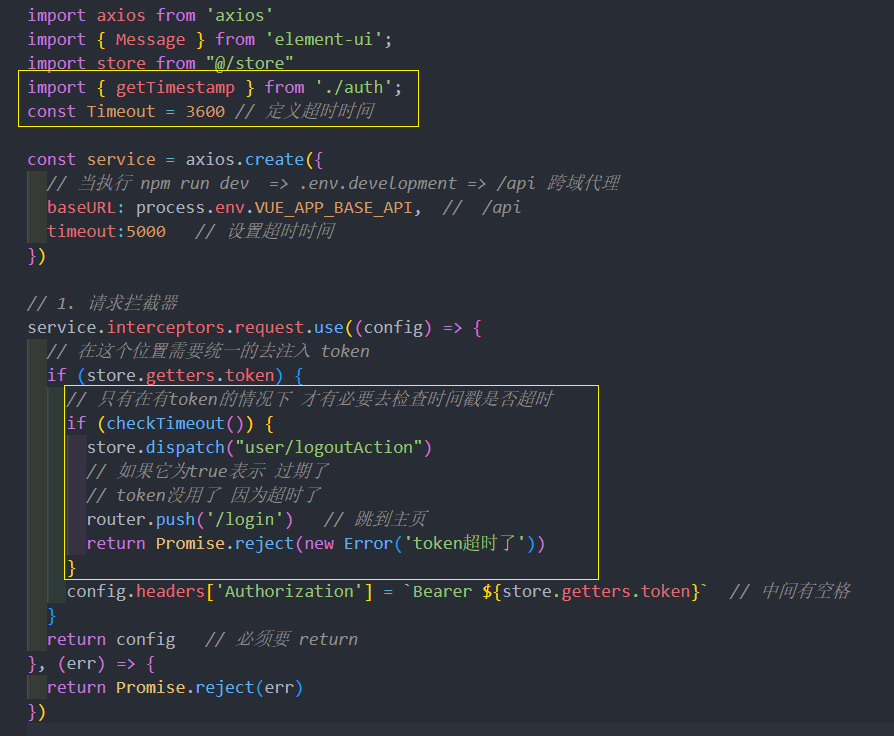 import axios from 'axios'
import { Message } from 'element-ui';
import store from "@/store"
import { getTimestamp } from './auth';
const Timeout = 3600 // 定义超时时间
const service = axios.create({
// 当执行 npm run dev => .env.development => /api 跨域代理
baseURL: process.env.VUE_APP_BASE_API, // /api
timeout:5000 // 设置超时时间
})
// 1. 请求拦截器
service.interceptors.request.use((config) => {
// 在这个位置需要统一的去注入 token
if (store.getters.token) {
// 只有在有token的情况下 才有必要去检查时间戳是否超时
if (checkTimeout()) {
store.dispatch("user/logoutAction")
// 如果它为true表示 过期了
// token没用了 因为超时了
router.push('/login') // 跳到主页
return Promise.reject(new Error('token超时了'))
}
config.headers['Authorization'] = `Bearer ${store.getters.token}` // 中间有空格
}
return config // 必须要 return
}, (err) => {
return Promise.reject(err)
})